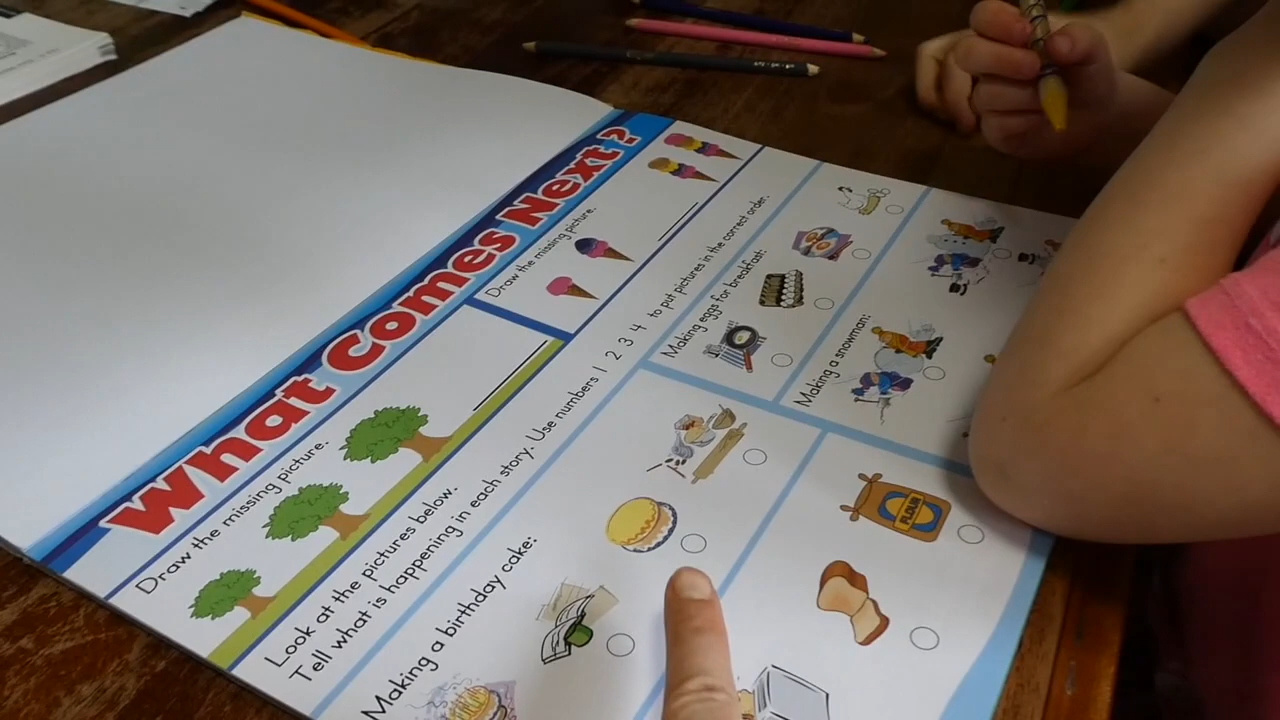 What Comes Next?
Draw the missing picture.
Draw the missing picture.
Look at the pictures below.
Tell what is happening in each story. Use numbers 1 2 3 4 to put pictures in the correct order.
Making a birthday cake:
Making eggs for breakfast:
Making a snowman:
FLOUR